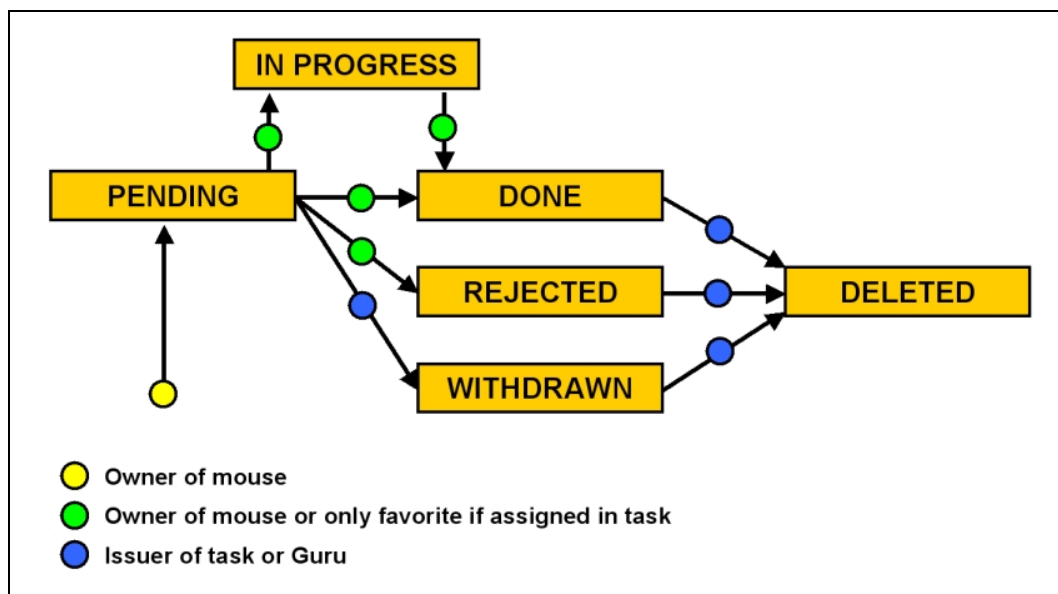 IN PROGRESS
PENDING
DONE
REJECTED
DELETED
WITHDRAWN
Owner of mouse
Owner of mouse or only favorite if assigned in task
Issuer of task or Guru